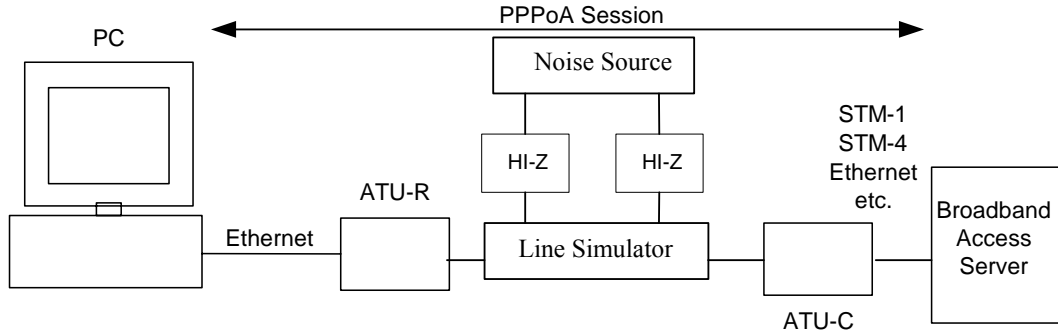 PPPoA Session
PC
Noise Source
HI-Z
HI-Z
STM-1
STM-4
Ethernet
etc.
ATU-R
Ethernet
Line Simulator
ATU-C
Broadband
Access
Server